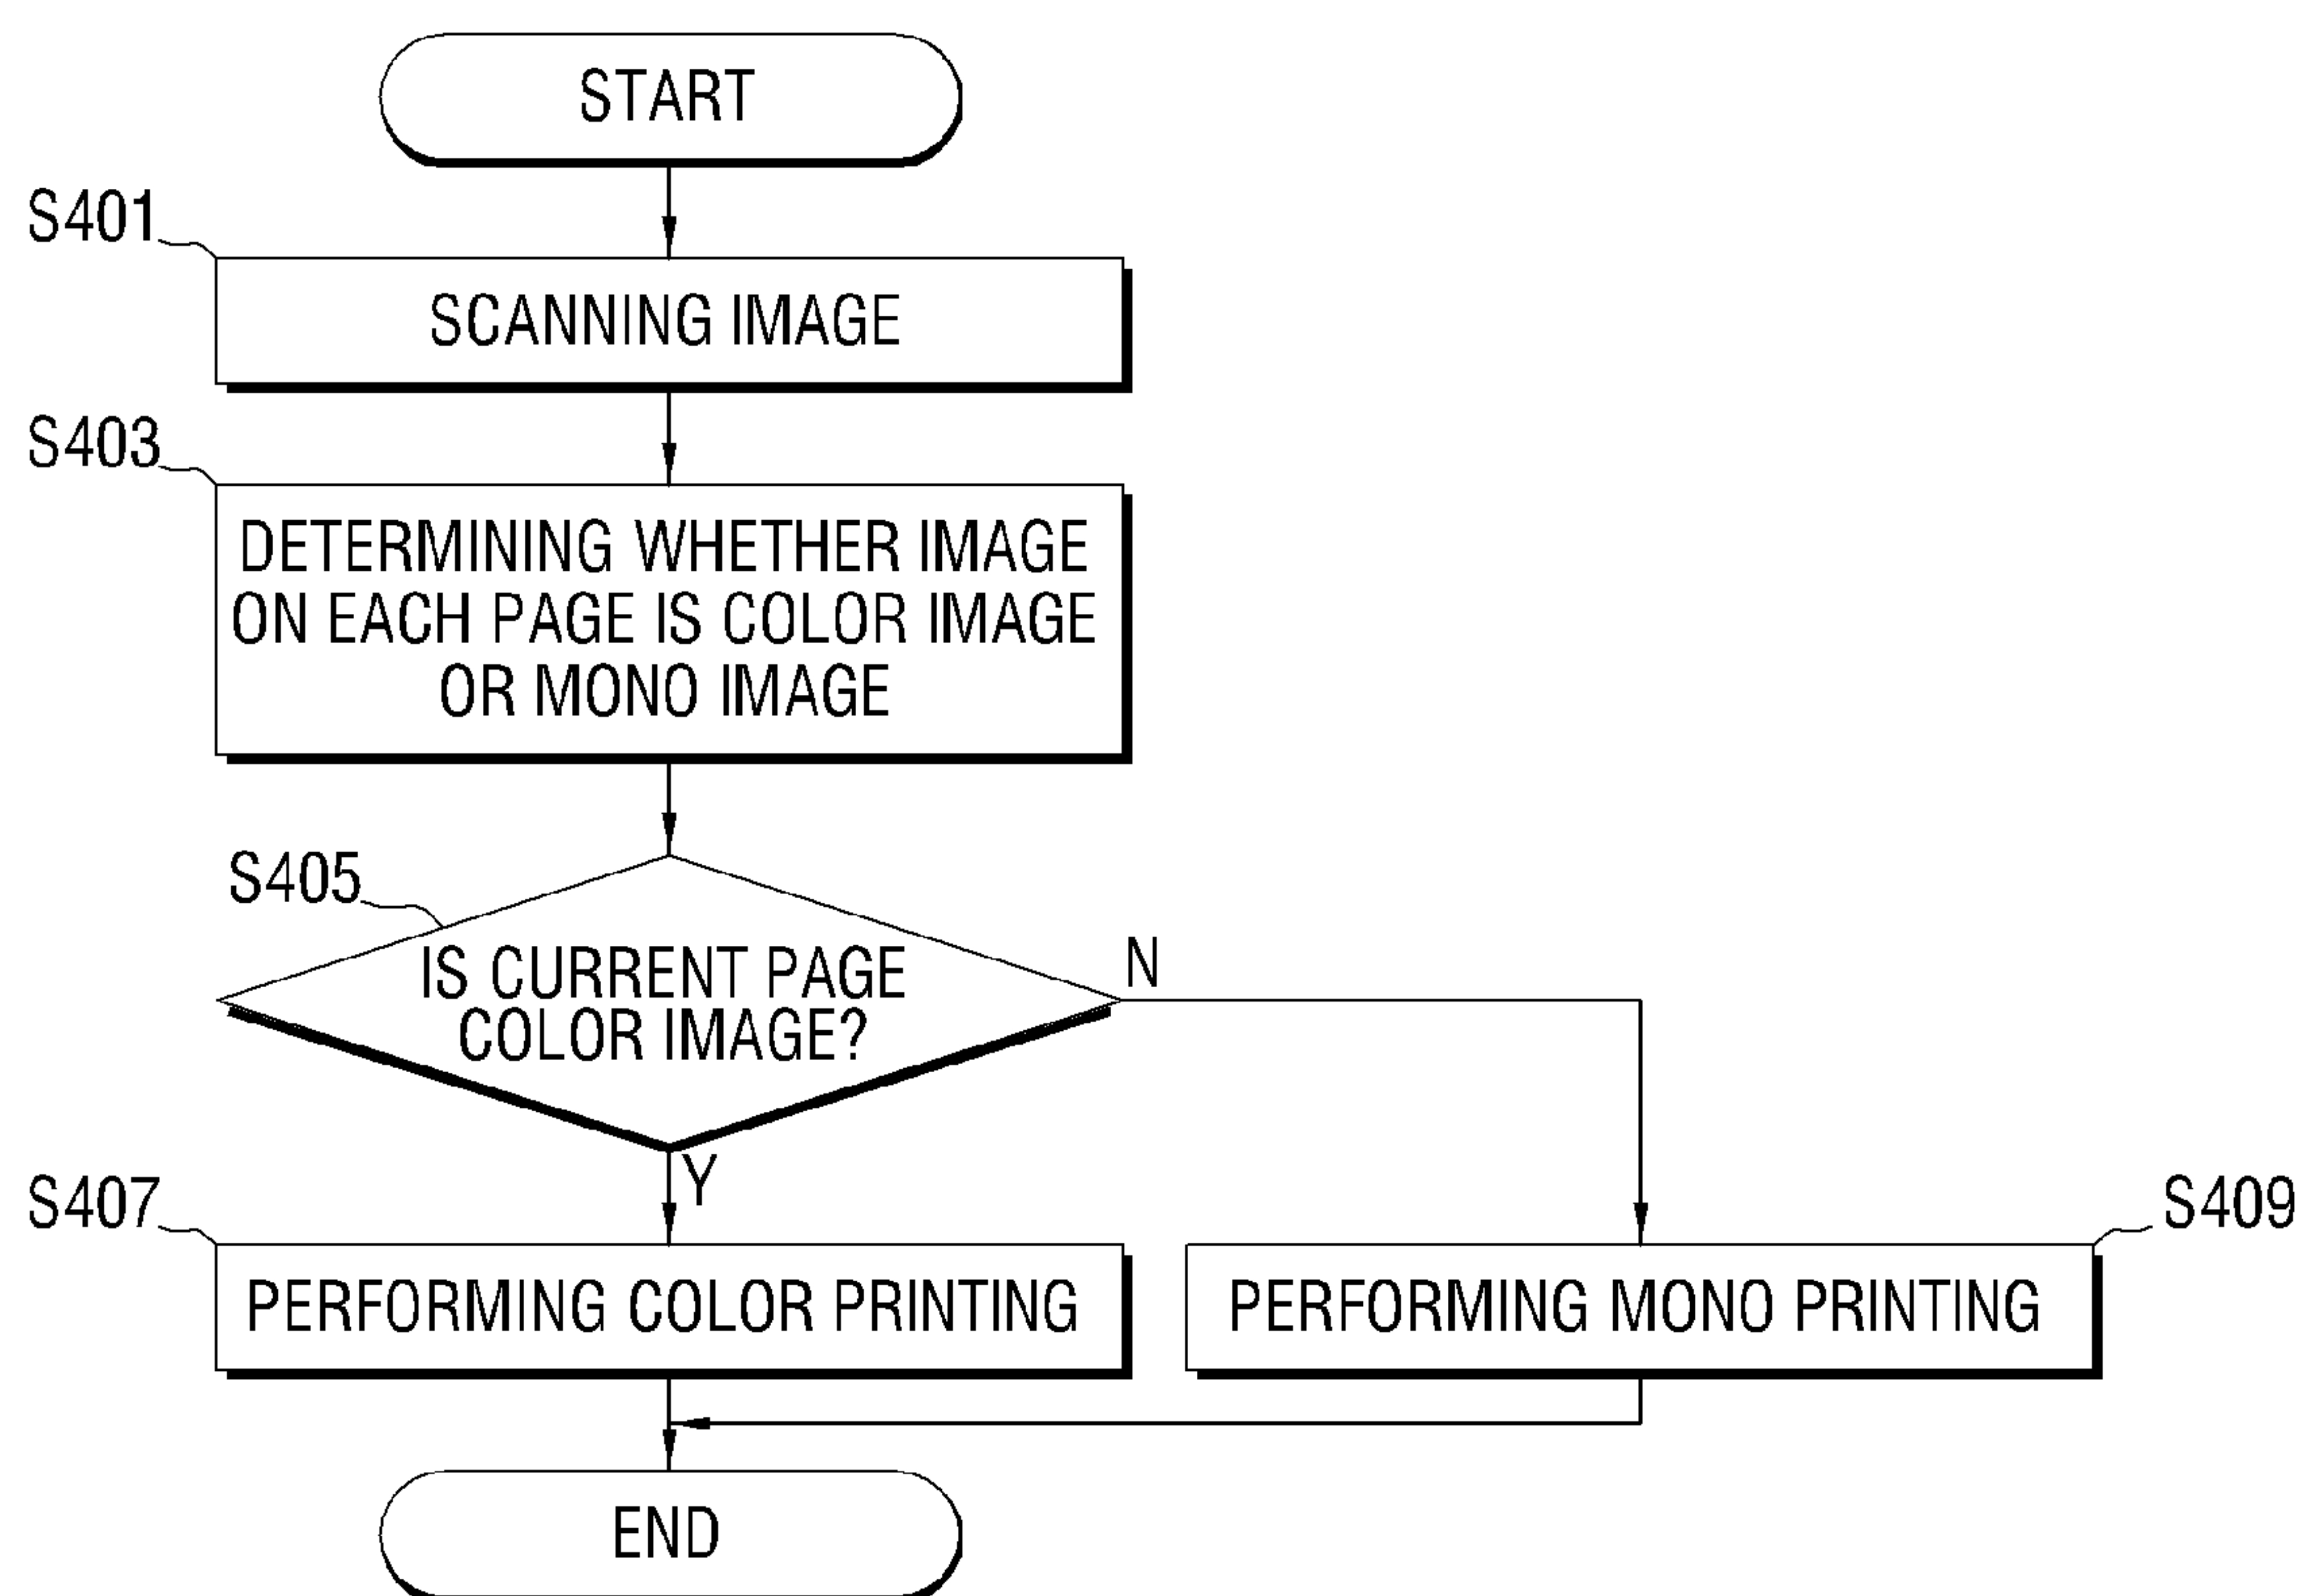 START
S401
SCANNING IMAGE
S403
DETERMINING WHETHER IMAGE
ON EACH PAGE IS COLOR IMAGE
OR MONO IMAGE
S405
IS CURRENT PAGE
COLOR IMAGE?
N
Y
S407
PERFORMING COLOR PRINTING
S409
PERFORMING MONO PRINTING
END